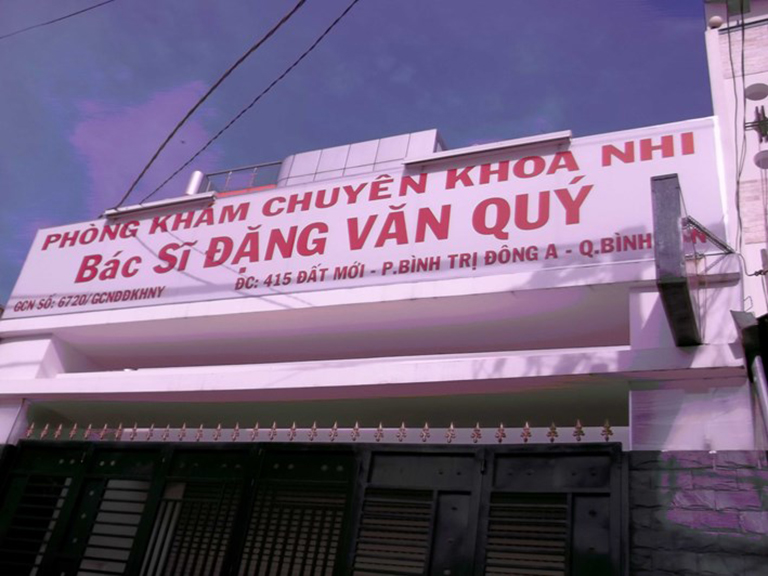 PHÒNG KHÁM CHUYÊN KHOA NHI
Bác Sĩ ĐẶNG VĂN QUÝ
ĐC: 415 ĐẤT MỚI - P.BÌNH TRỊ ĐÔNG A - Q.BÌNH
GCN SỐ: 6720/GCNDDKHNY